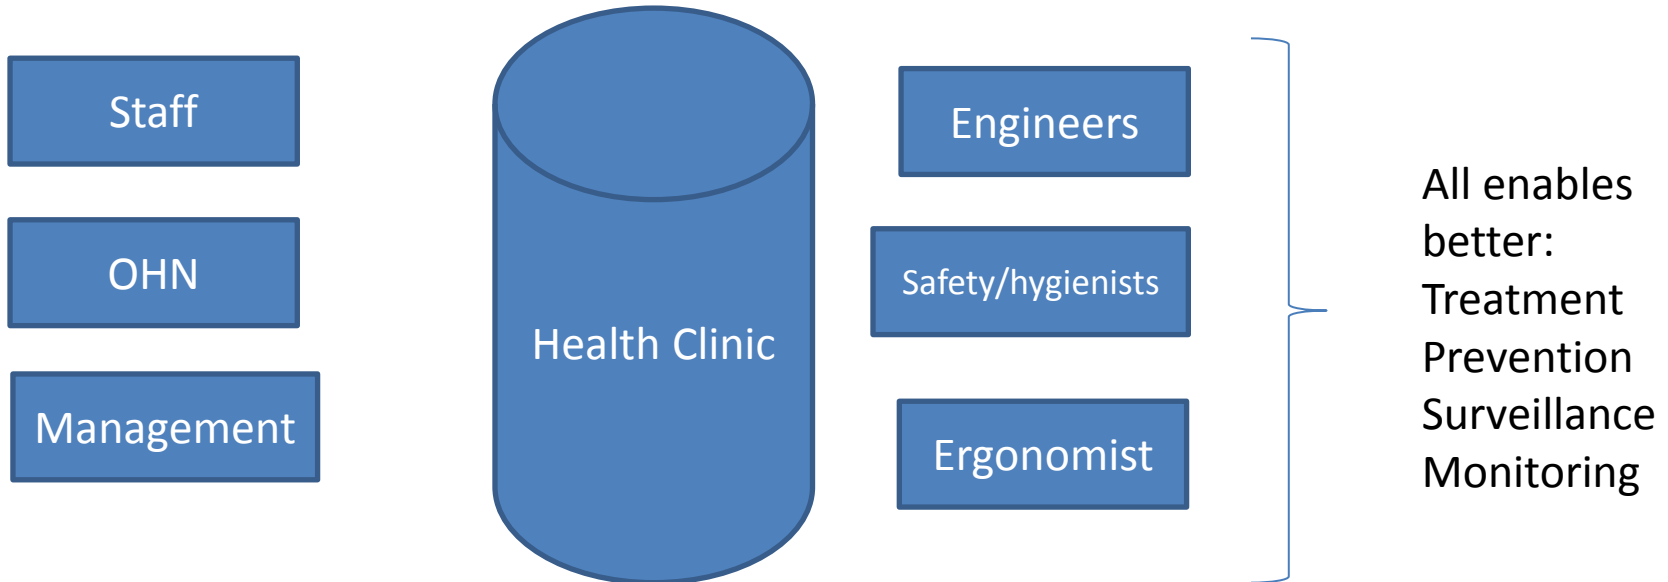 Staff
OHN
Management
Health Clinic
Engineers
Safety/hygienists
Ergonomist
All enables
better:
Treatment
Prevention
Surveillance
Monitoring